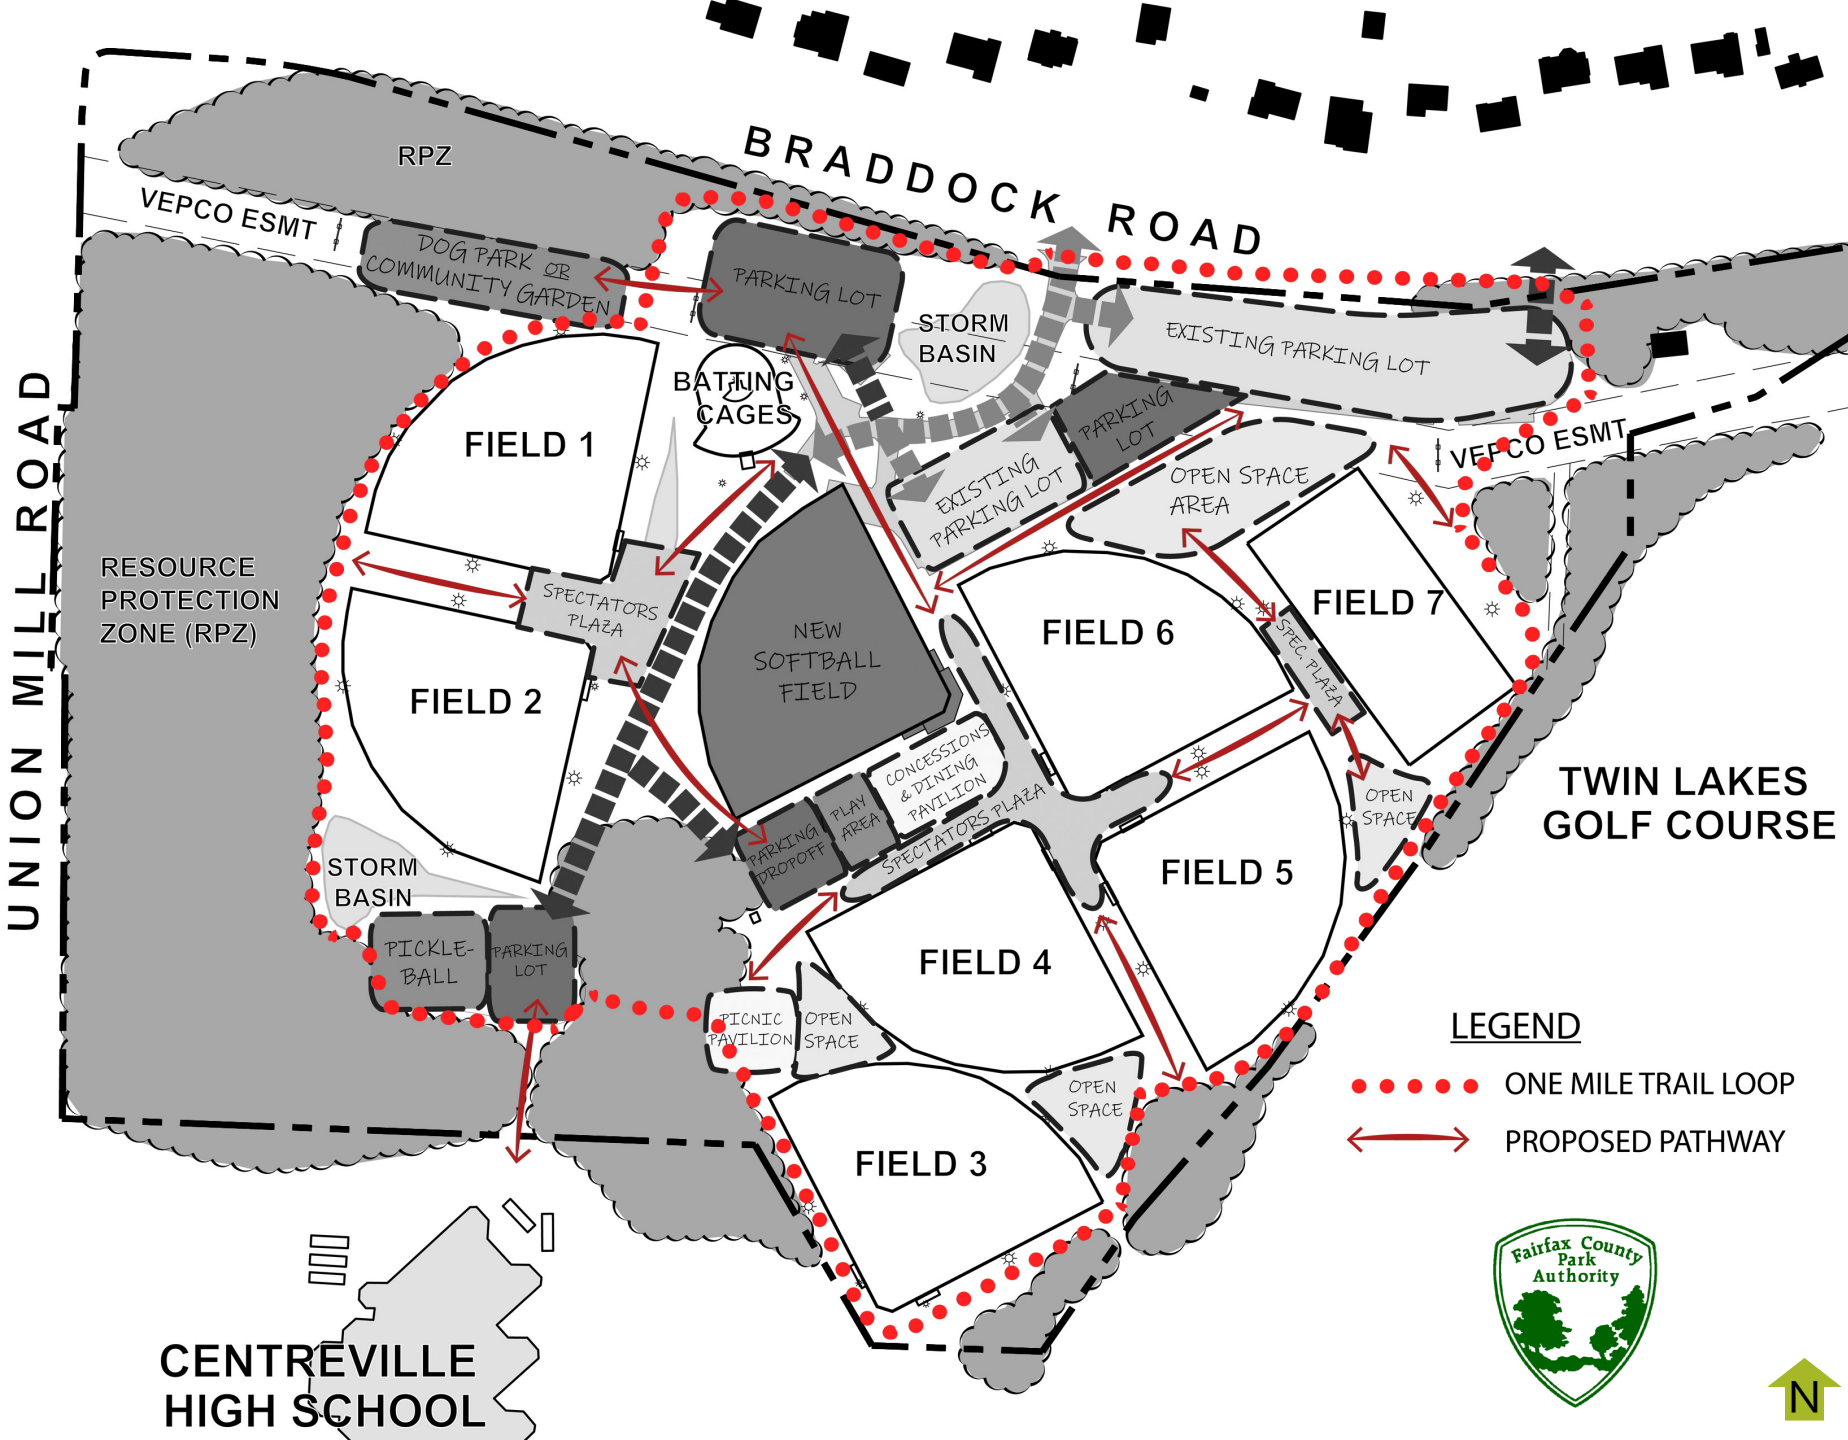 BRADDOCK ROAD
RPZ
VEPCO ESMT
DOG PARK OR
COMMUNITY GARDEN
PARKING LOT
STORM
BASIN
EXISTING PARKING LOT
BATTING
CAGES
PARKING
LOT
VEPCO ESMT
FIELD 1
EXISTING
PARKING LOT
OPEN SPACE
AREA
UNION MILL ROAD
RESOURCE
PROTECTION
ZONE (RPZ)
SPECTATORS
PLAZA
NEW
SOFTBALL
FIELD
FIELD 6
FIELD 7
SPEC. PLAZA
FIELD 2
CONCESSIONS
& DINING
PAVILION
PLAY
AREA
PARKING
DROPOFF
SPECTATORS PLAZA
OPEN
SPACE
TWIN LAKES
GOLF COURSE
FIELD 5
STORM
BASIN
PICKLE-
BALL
PARKING
LOT
FIELD 4
PICNIC
PAVILION
OPEN
SPACE
OPEN
SPACE
FIELD 3
LEGEND
ONE MILE TRAIL LOOP
PROPOSED PATHWAY
Fairfax County
Park
Authority
CENTREVILLE
HIGH SCHOOL
N